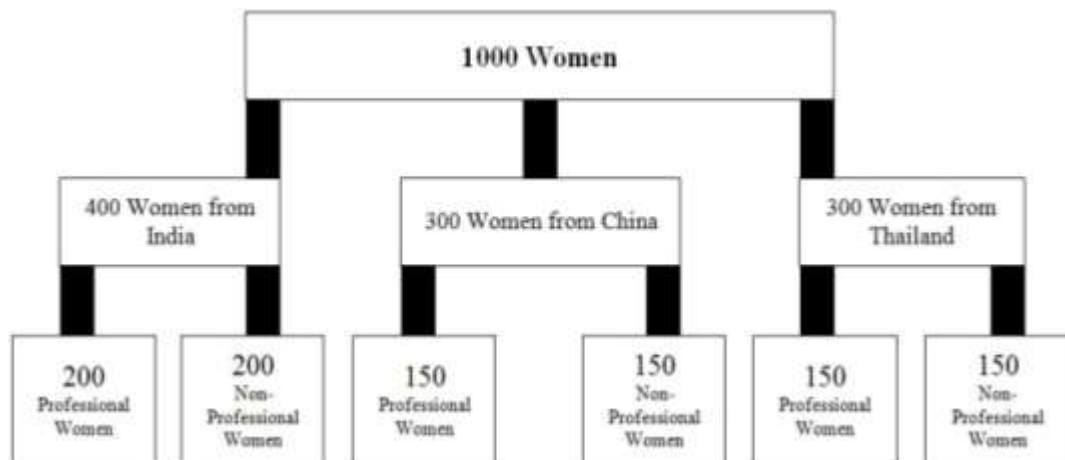 1000 Women
400 Women from
India
300 Women from China
300 Women from
Thailand
200
Professional
Women
200
Non-
Professional
Women
150
Professional
Women
150
Non-
Professional
Women
150
Professional
Women
150
Non-
Professional
Women